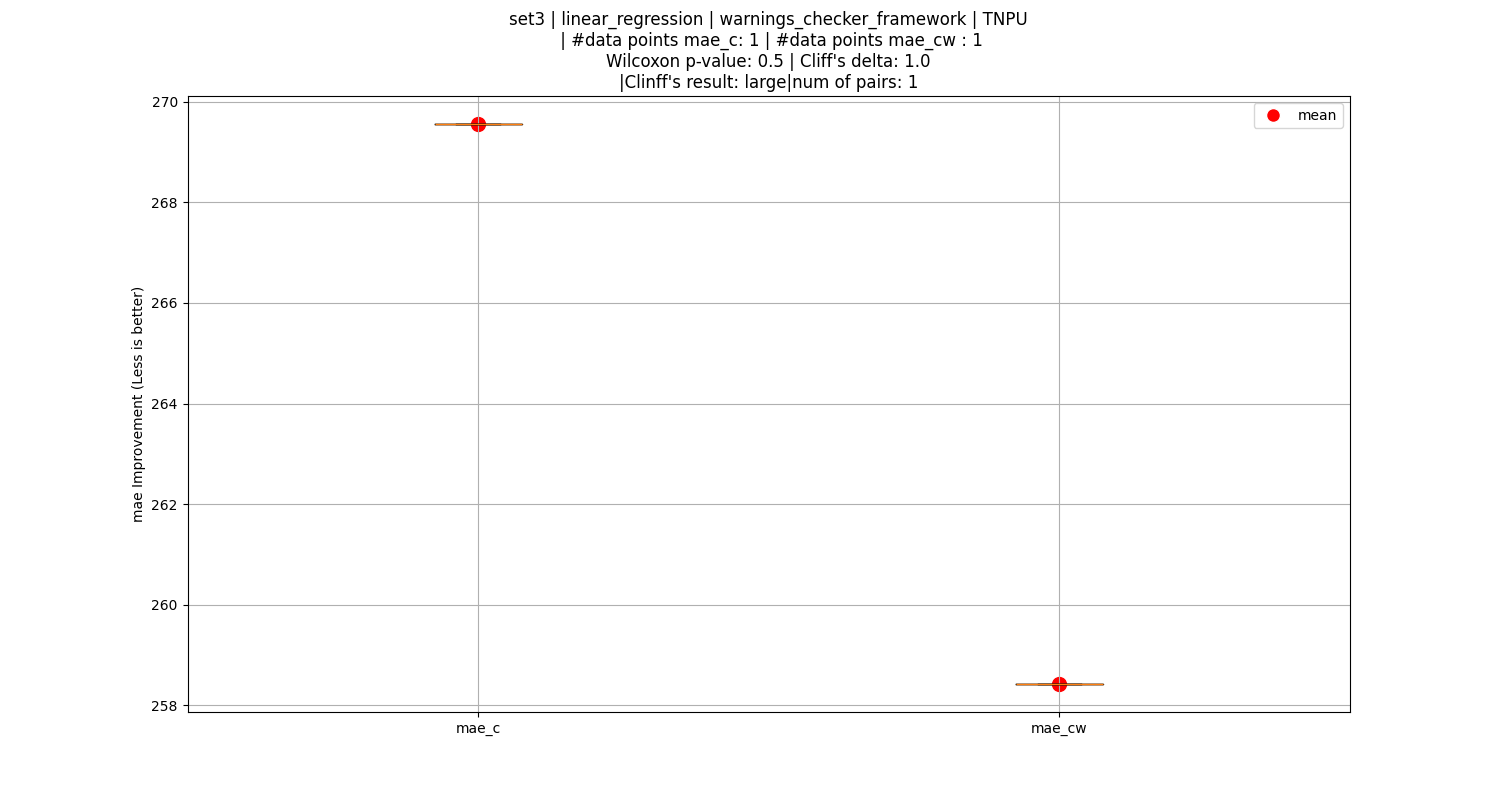 set3 | linear_regression | warnings_checker_framework | TNPU
| #data points mae_c: 1 | #data points mae_cw : 1
Wilcoxon p-value: 0.5 | Cliff's delta: 1.0
|Clinff's result: large|num of pairs: 1
mean
270
268
266
264
262
260
258
mae Improvement (Less is better)
mae_c
mae_cw